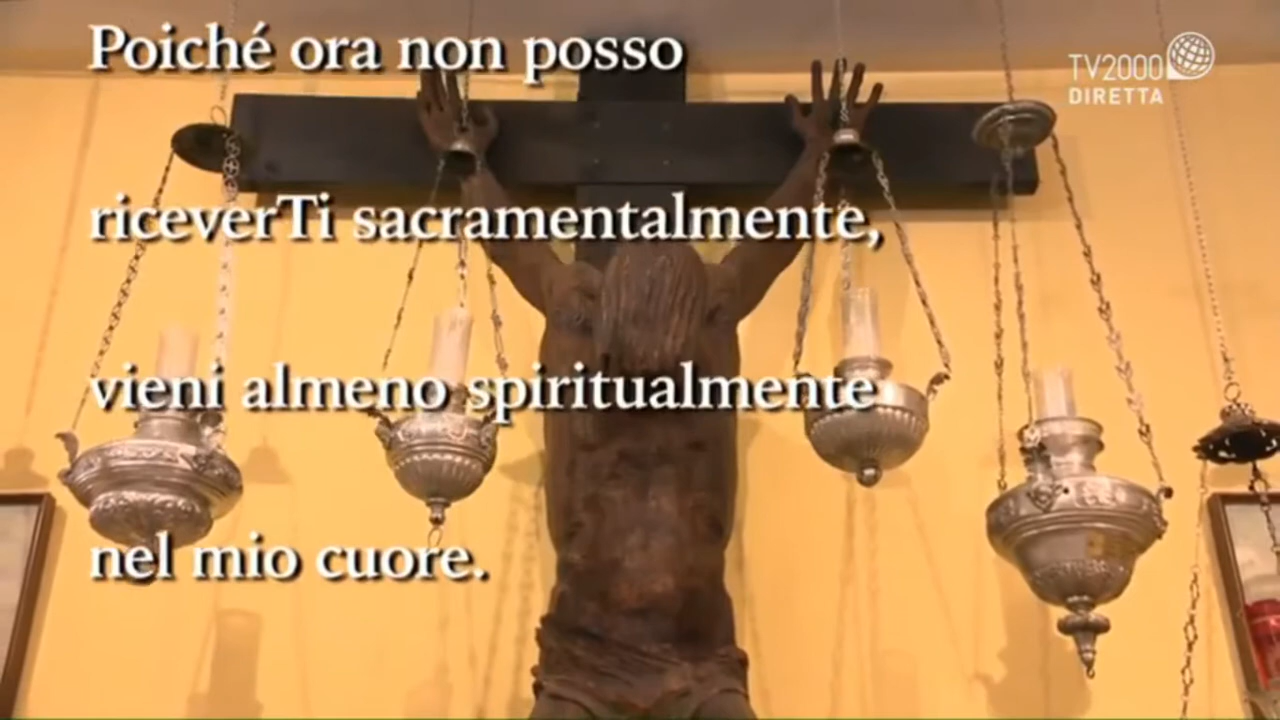 Poiché ora non posso
riceverTi sacramentalmente,
vieni almeno spiritualmente
nel mio cuore.
TV2000
DIRETTA